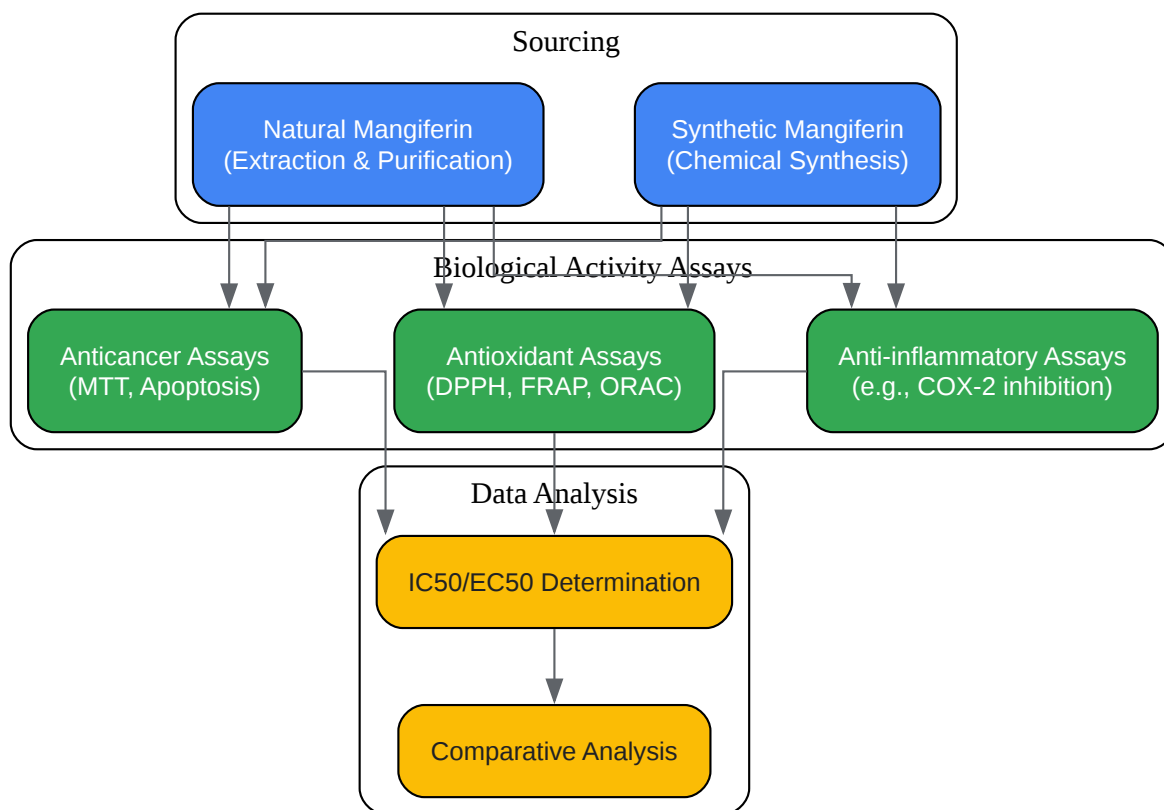 Sourcing
Natural Mangiferin
(Extraction & Purification)
Synthetic Mangiferin
(Chemical Synthesis)
Biological Activity Assays
Anticancer Assays
(MTT, Apoptosis)
Antioxidant Assays
(DPPH, FRAP, ORAC)
Anti-inflammatory Assays
(e.g., COX-2 inhibition)
Data Analysis
IC50/EC50 Determination
Comparative Analysis